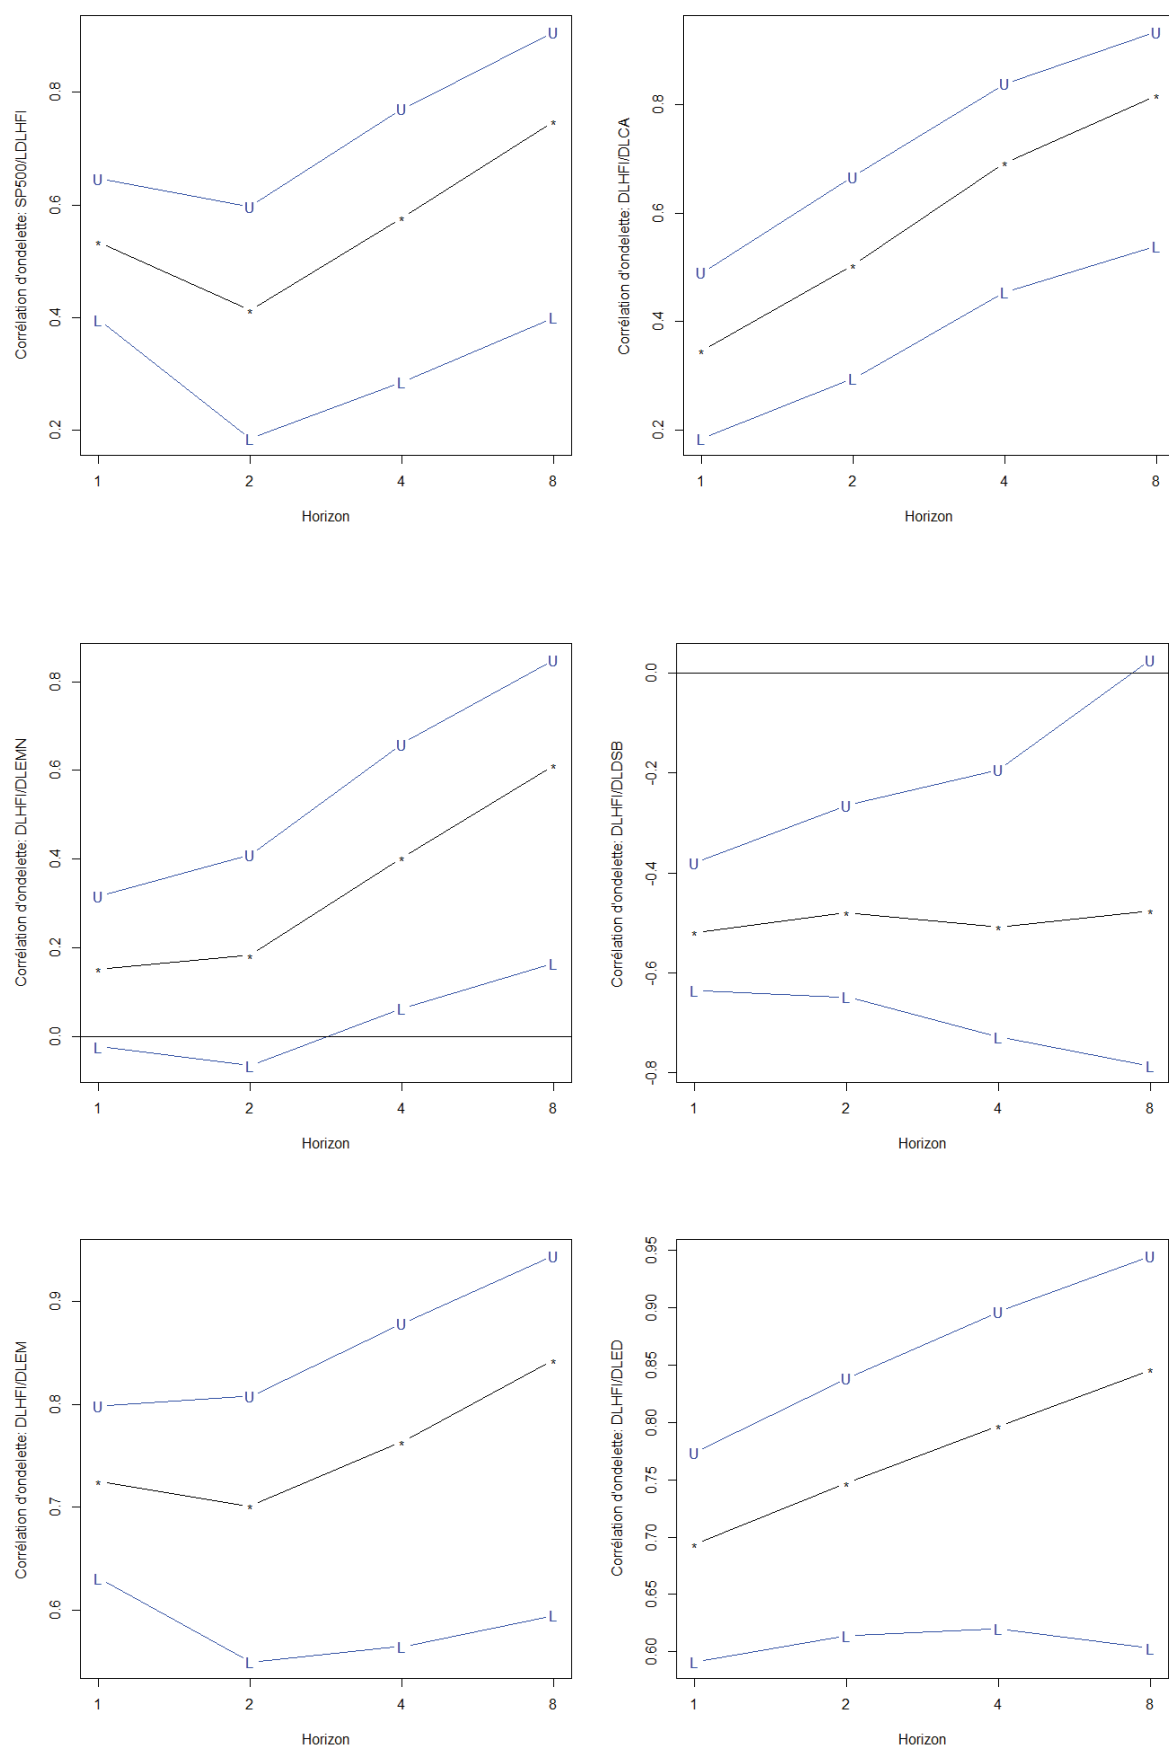 Corrélation d'ondelette: SP500/LDLHFI
0.8
0.6
0.4
0.2
U U U U
* * * *
L L L L
1 2 4 8
Horizon
Corrélation d'ondelette: DLHFI/DLCA
0.8
0.6
0.4
0.2
U U U U
* * * *
L L L L
1 2 4 8
Horizon
Corrélation d'ondelette: DLHFI/DLEMN
0.8
0.6
0.4
0.2
0.0
U U U U
* * * *
L L L L
1 2 4 8
Horizon
Corrélation d'ondelette: DLHFI/DLDSB
0.0
-0.2
-0.4
-0.6
-0.8
U U U U
* * * *
L L L L
1 2 4 8
Horizon
Corrélation d'ondelette: DLHFI/DLEM
0.9
0.8
0.7
0.6
U U U U
* * * *
L L L L
1 2 4 8
Horizon
Corrélation d'ondelette: DLHFI/DLED
0.95
0.90
0.85
0.80
0.75
0.70
0.65
0.60
U U U U
* * * *
L L L L
1 2 4 8
Horizon